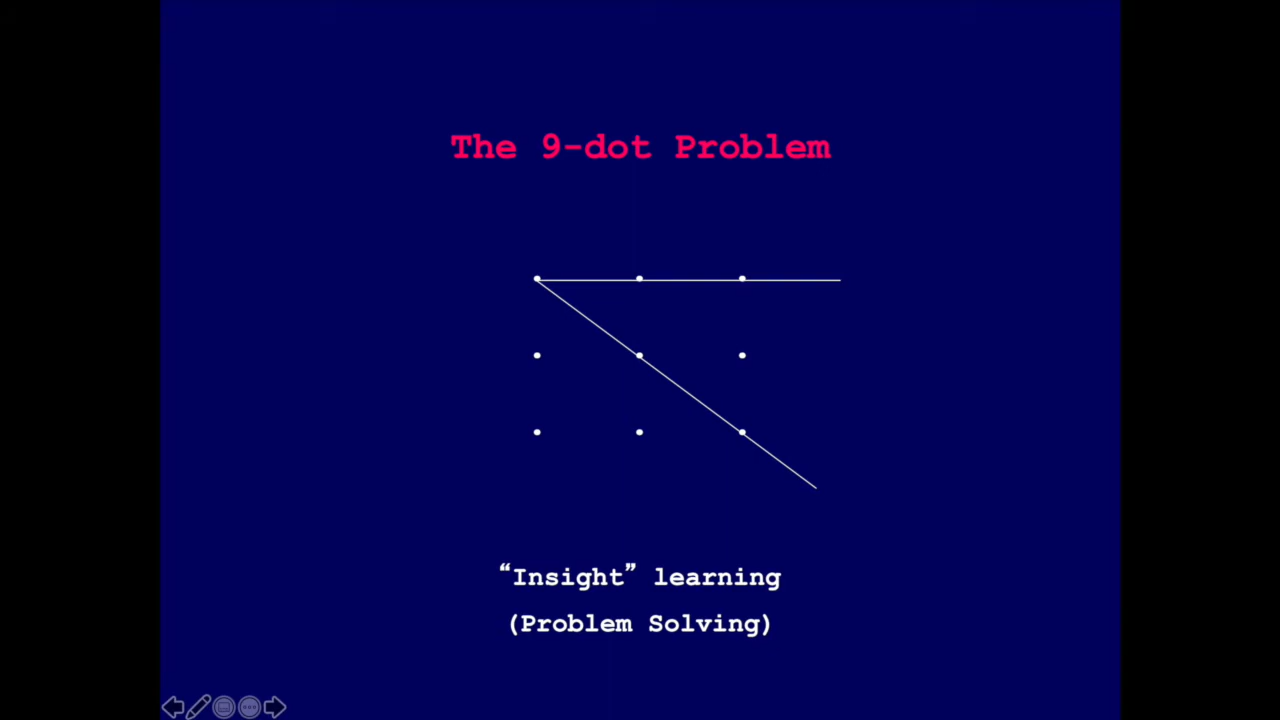 The 9-dot Problem
“Insight” learning
(Problem Solving)